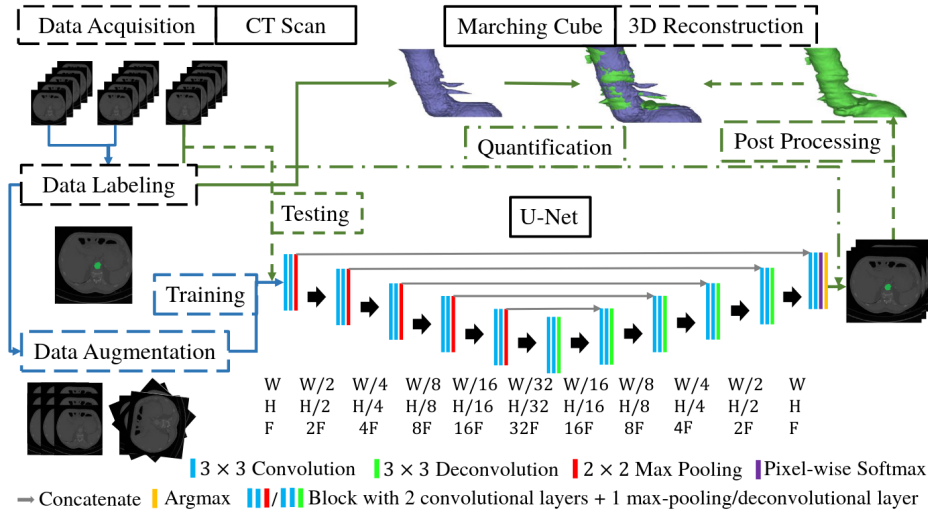 Data Acquisition CT Scan Marching Cube 3D Reconstruction
Quantification Post Processing
Data Labeling
Testing U-Net
Training
Data Augmentation
W W/2 W/4 W/8 W/16 W/32 W/16 W/8 W/4 W/2 W
H H/2 H/4 H/8 H/16 H/32 H/16 H/8 H/4 H/2 H
F 2F 4F 8F 16F 32F 16F 8F 4F 2F F
3 × 3 Convolution 3 × 3 Deconvolution 2 × 2 Max Pooling Pixel-wise Softmax
Concatenate Argmax / Block with 2 convolutional layers + 1 max-pooling/deconvolutional layer